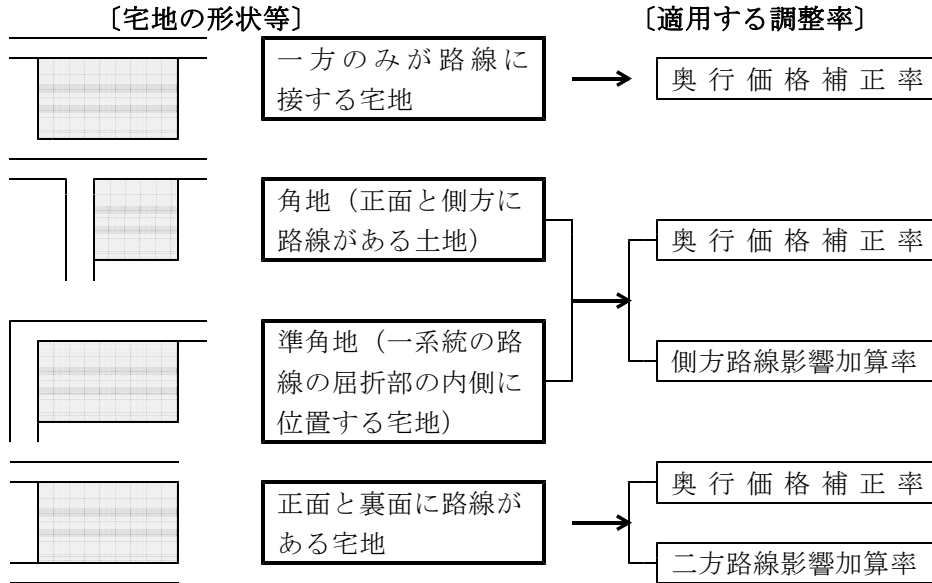 〔宅地の形状等〕
〔適用する調整率〕
一方のみが路線に
接する宅地
奥行価格補正率
角地（正面と側方に
路線がある土地）
奥行価格補正率
準角地（一系統の路
線の屈折部の内側に
位置する宅地）
側方路線影響加算率
正面と裏面に路線が
ある宅地
奥行価格補正率
二方路線影響加算率